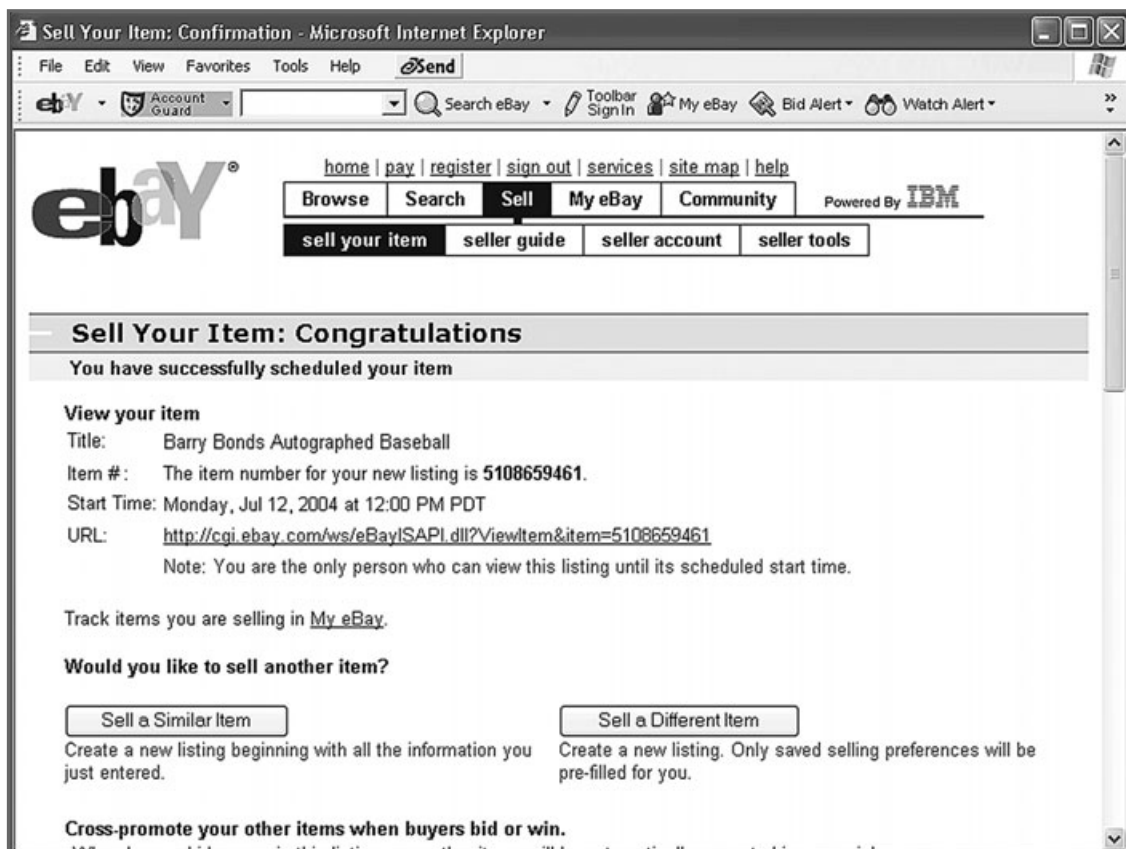 Sell Your Item: Confirmation - Microsoft Internet Explorer
File Edit View Favorites Tools Help Send
ebY Account Guard Search eBay Toolbar Sign In My eBay Bid Alert Watch Alert »
ebaY®
home | pay | register | sign out | services | site map | help
Browse Search Sell My eBay Community Powered By IBM
sell your item seller guide seller account seller tools
Sell Your Item: Congratulations
You have successfully scheduled your item
View your item
Title: Barry Bonds Autographed Baseball
Item #: The item number for your new listing is 5108659461.
Start Time: Monday, Jul 12, 2004 at 12:00 PM PDT
URL: http://cgi.ebay.com/ws/eBayISAPI.dll?ViewItem&item=5108659461
Note: You are the only person who can view this listing until its scheduled start time.
Track items you are selling in My eBay.
Would you like to sell another item?
Sell a Similar Item
Create a new listing beginning with all the information you
just entered.
Sell a Different Item
Create a new listing. Only saved selling preferences will be
pre-filled for you.
Cross-promote your other items when buyers bid or win.